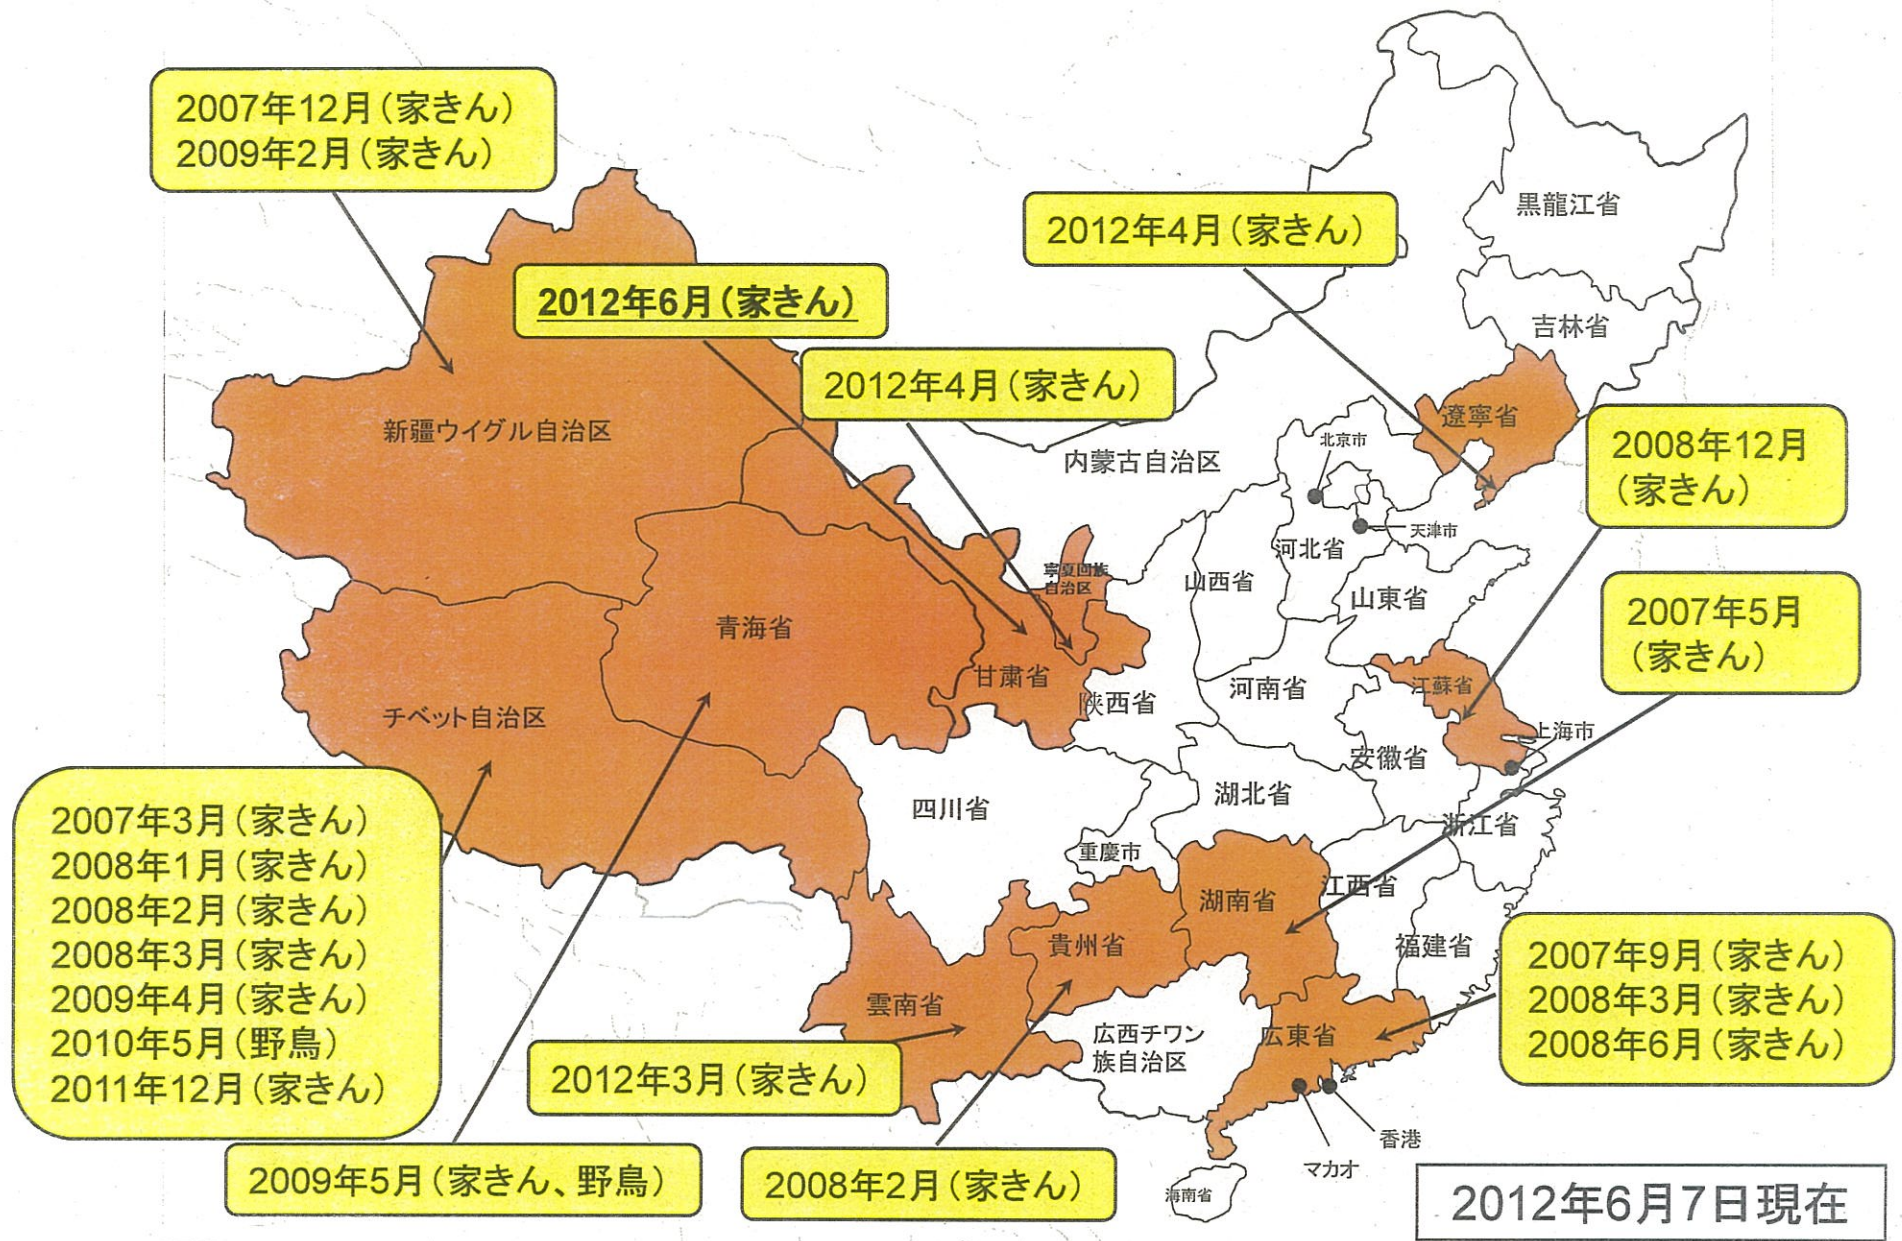 2007年12月（家きん）
2009年2月（家きん）
2012年4月（家きん）
黒龍江省
2012年6月（家きん）
吉林省
2012年4月（家きん）
遼寧省
新疆ウイグル自治区
北京市
内蒙古自治区
2008年12月
（家きん）
天津市
河北省
寧夏回族
自治区
山西省
山東省
2007年5月
（家きん）
青海省
甘粛省
陝西省
河南省
江蘇省
チベット自治区
上海市
安徽省
四川省
湖北省
浙江省
2007年3月（家きん）
2008年1月（家きん）
2008年2月（家きん）
2008年3月（家きん）
2009年4月（家きん）
2010年5月（野鳥）
2011年12月（家きん）
重慶市
湖南省
江西省
貴州省
福建省
2007年9月（家きん）
2008年3月（家きん）
2008年6月（家きん）
雲南省
広西チワン
族自治区
広東省
2012年3月（家きん）
香港
マカオ
2009年5月（家きん、野鳥）
2008年2月（家きん）
海南省
2012年6月7日現在